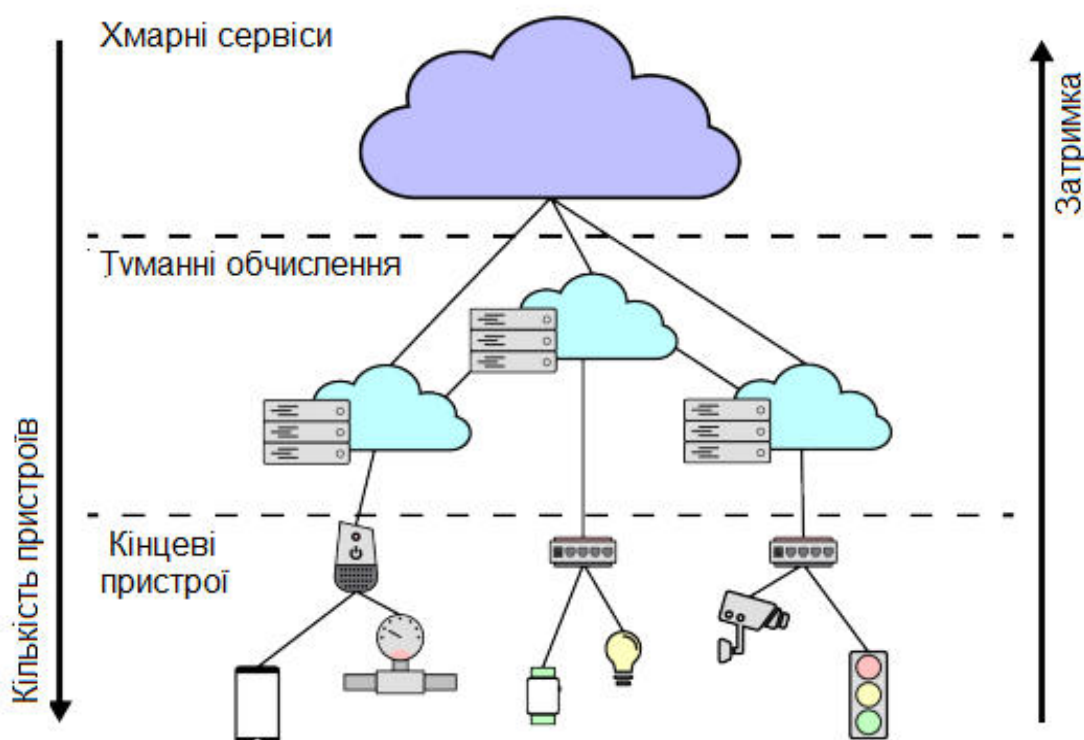 Хмарні сервіси
Затримка
Туманні обчислення
Кількість пристроїв
Кінцеві
пристрої